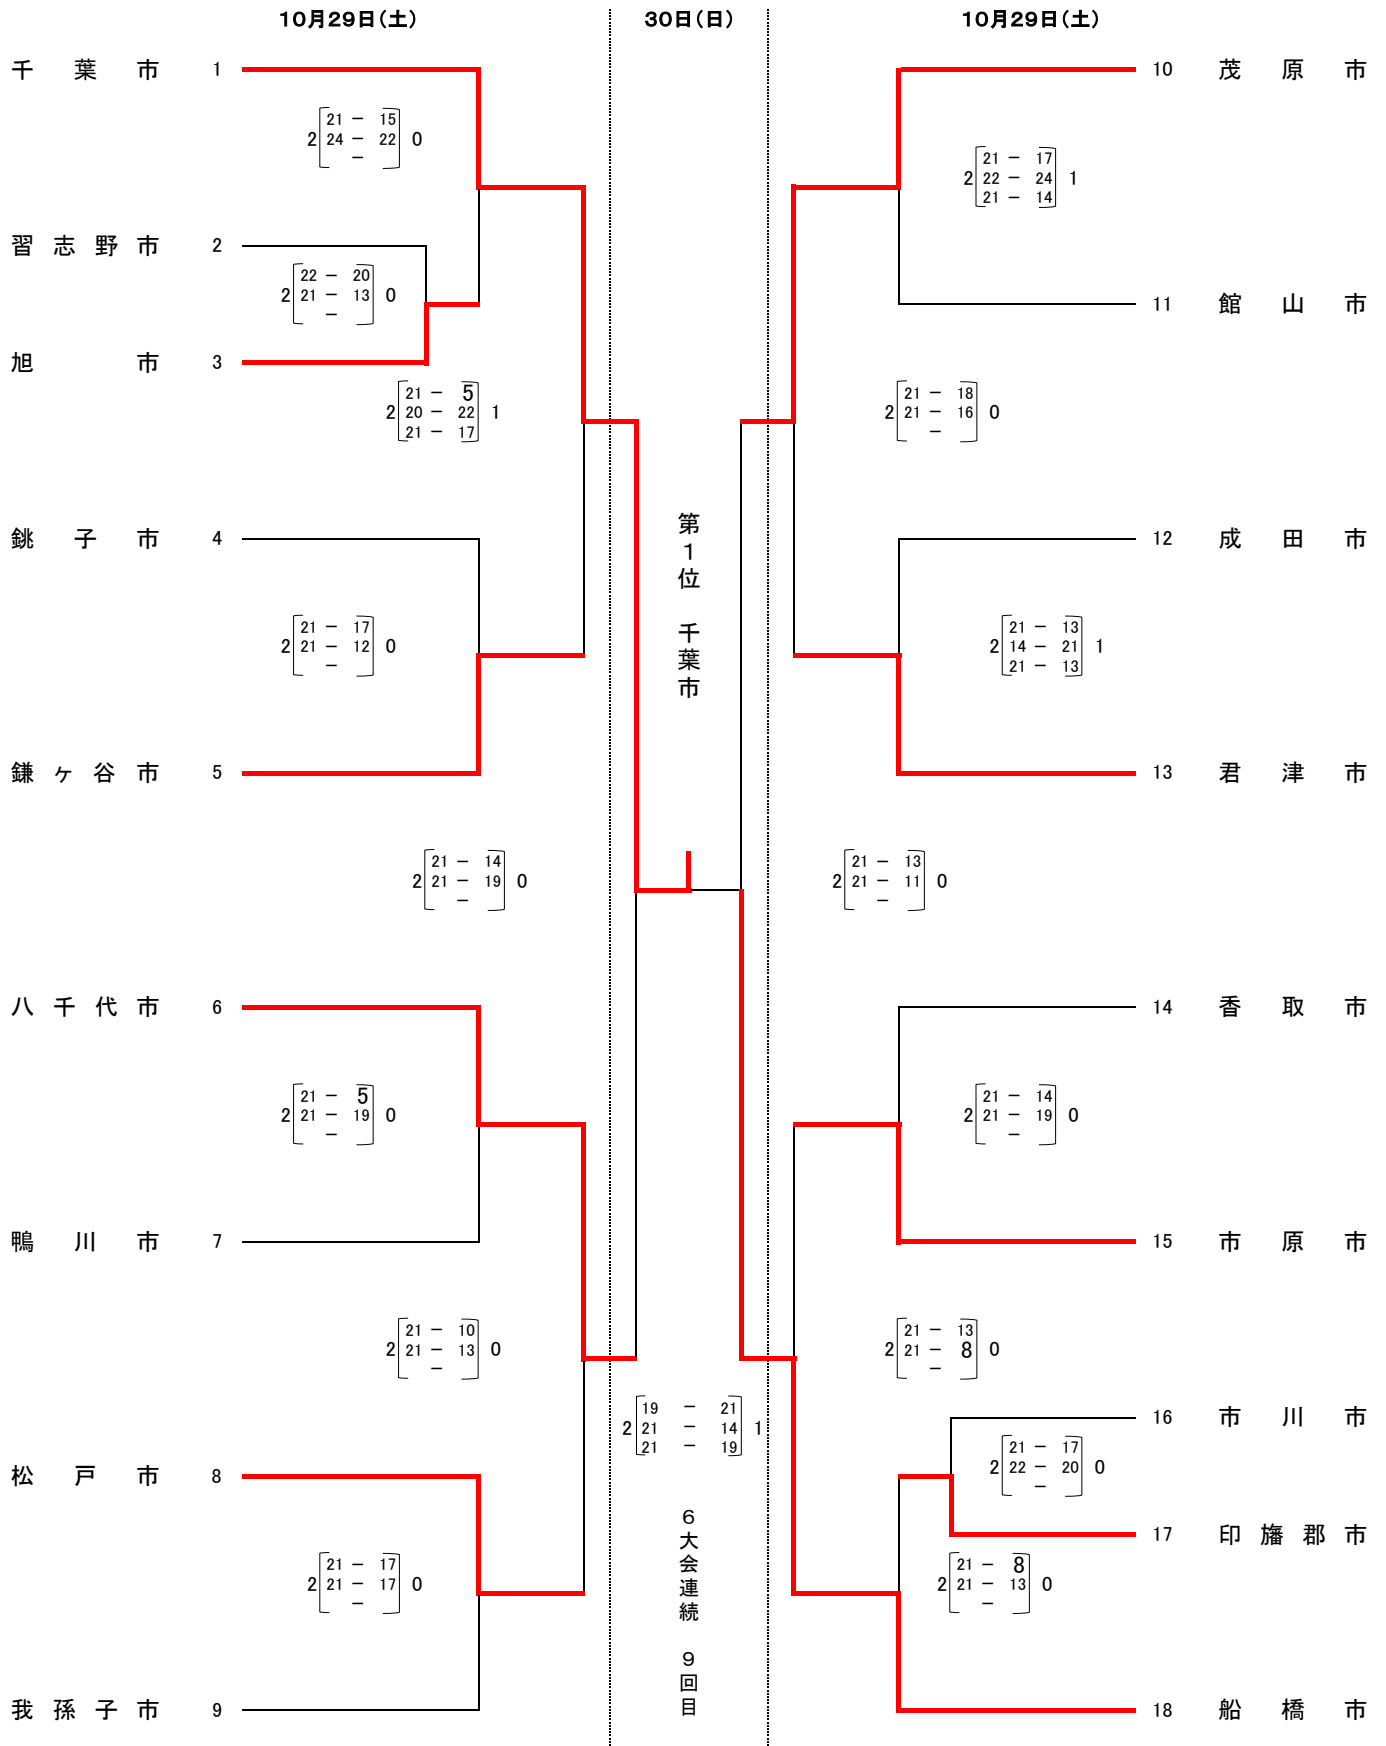 10月29日(土) 30日(日) 10月29日(土)
千葉市 1
10 茂原市
21 － 15
2 24 － 22 0
－
21 － 17
2 22 － 24 1
21 － 14
習志野市 2
22 － 20
2 21 － 13 0
－
11 館山市
旭市 3
21 － 5
2 20 － 22 1
21 － 17
21 － 18
2 21 － 16 0
－
第1位 千葉市
銚子市 4
12 成田市
21 － 17
2 21 － 12 0
－
21 － 13
2 14 － 21 1
21 － 13
鎌ヶ谷市 5
13 君津市
21 － 14
2 21 － 19 0
－
21 － 13
2 21 － 11 0
－
八千代市 6
14 香取市
21 － 5
2 21 － 19 0
－
21 － 14
2 21 － 19 0
－
鴨川市 7
15 市原市
21 － 10
2 21 － 13 0
－
21 － 13
2 21 － 8 0
－
19 － 21
2 21 － 14 1
21 － 19
16 市川市
21 － 17
2 22 － 20 0
－
松戸市 8
17 印旛郡市
21 － 17
2 21 － 17 0
－
21 － 8
2 21 － 13 0
－
6大会連続 9回目
我孫子市 9
18 船橋市